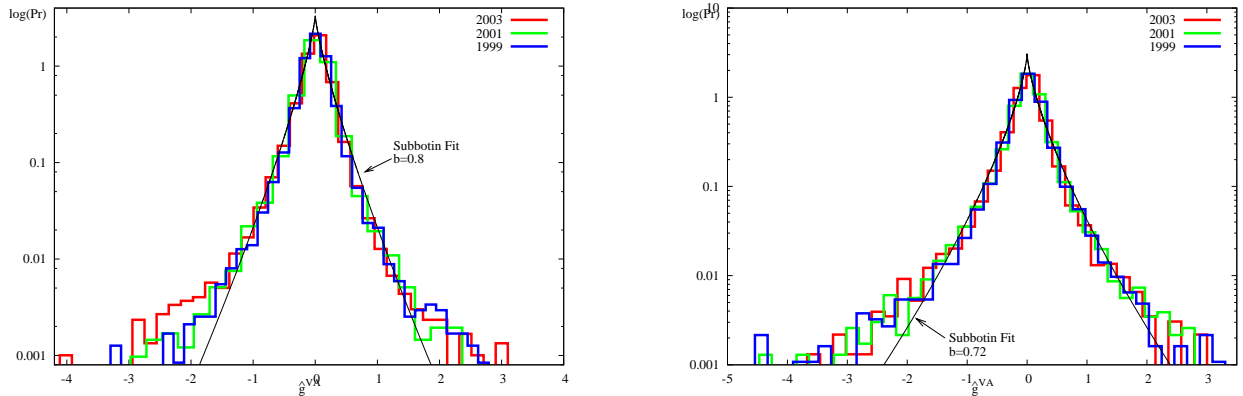 log(Pr)
2003
2001
1999
1
0.1
0.01
0.001
Subbotin Fit
b=0.8
-4 -3 -2 -1 0 1 2 3 4
ĝVA
log(Pr)
10
2003
2001
1999
1
0.1
0.01
0.001
Subbotin Fit
b=0.72
-5 -4 -3 -2 -1 0 1 2 3
ĝVA